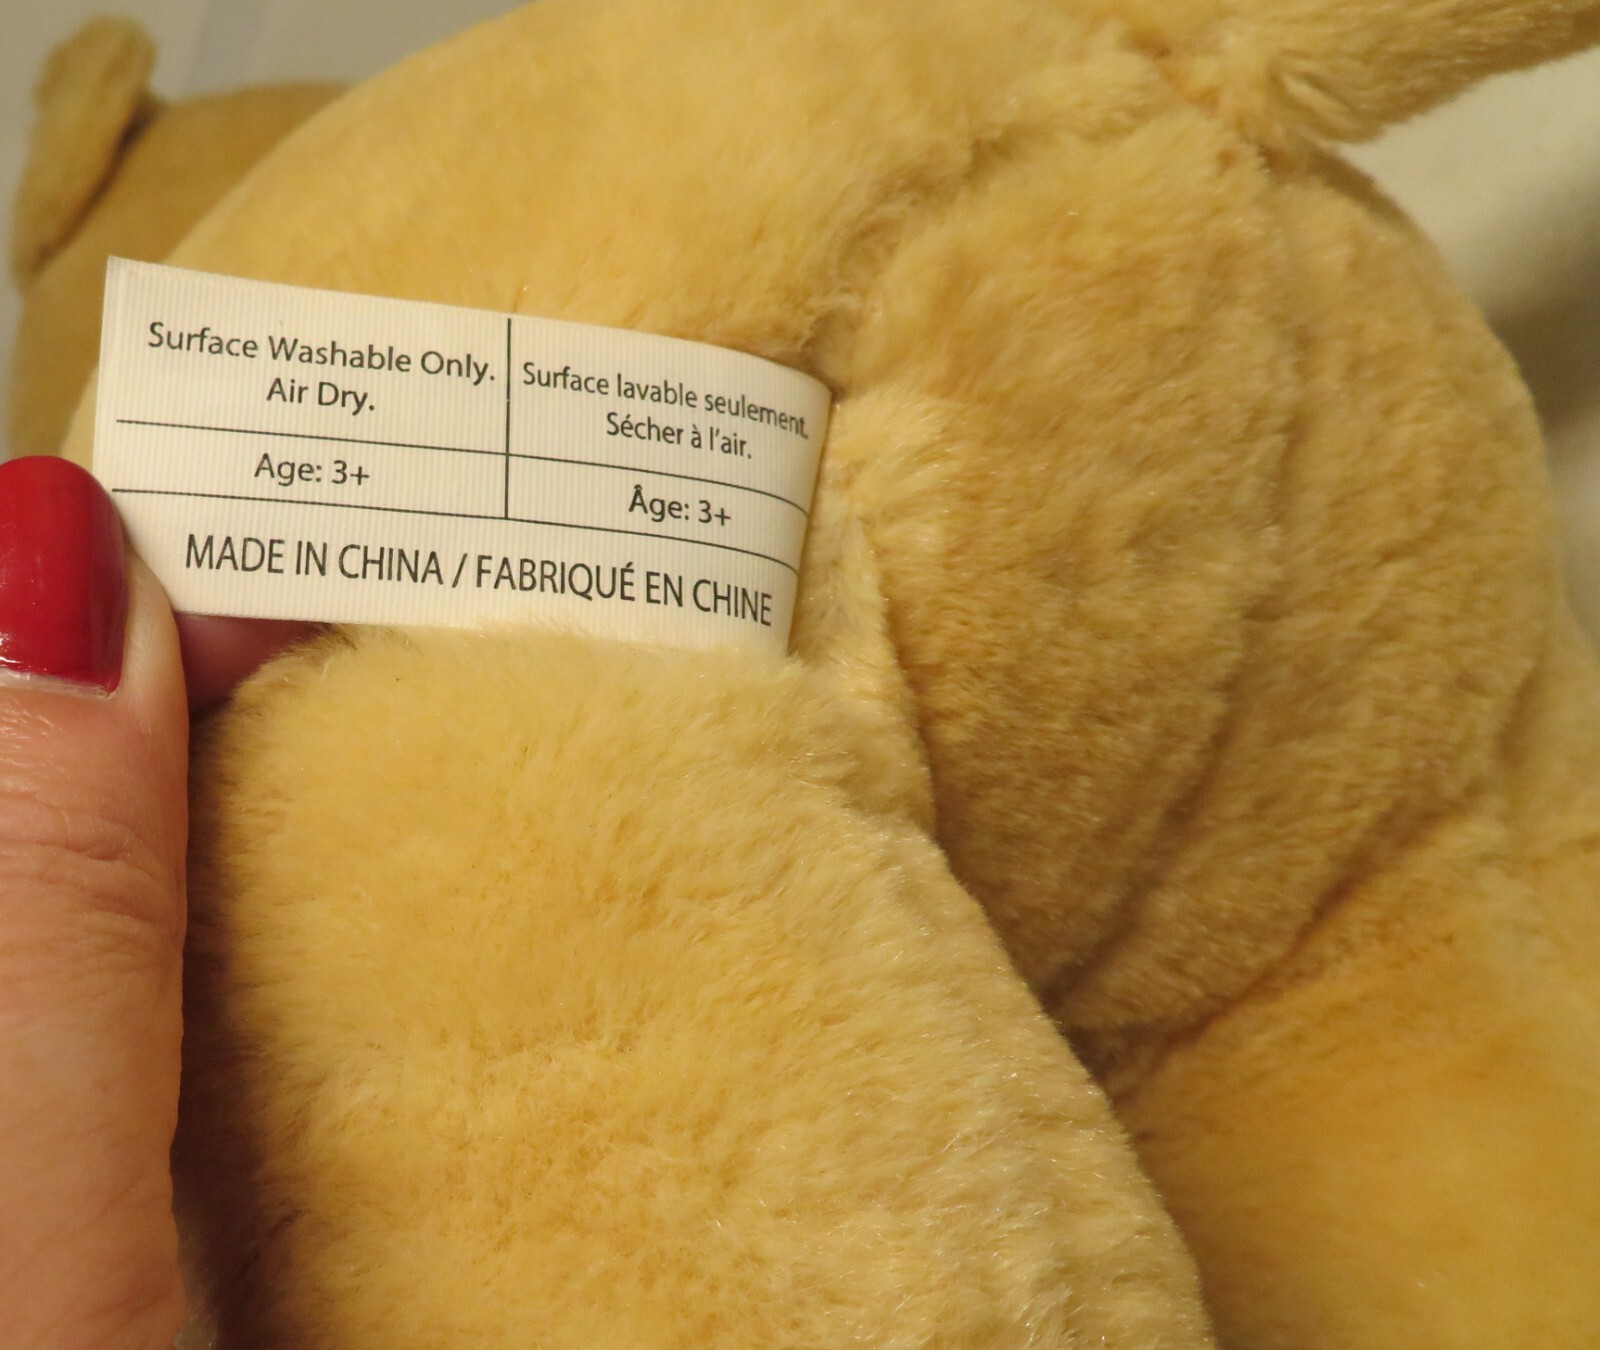 Surface Washable Only.
Air Dry.
Surface lavable seulement.
Sécher à l'air.
Age: 3+
Âge: 3+
MADE IN CHINA / FABRIQUÉ EN CHINE